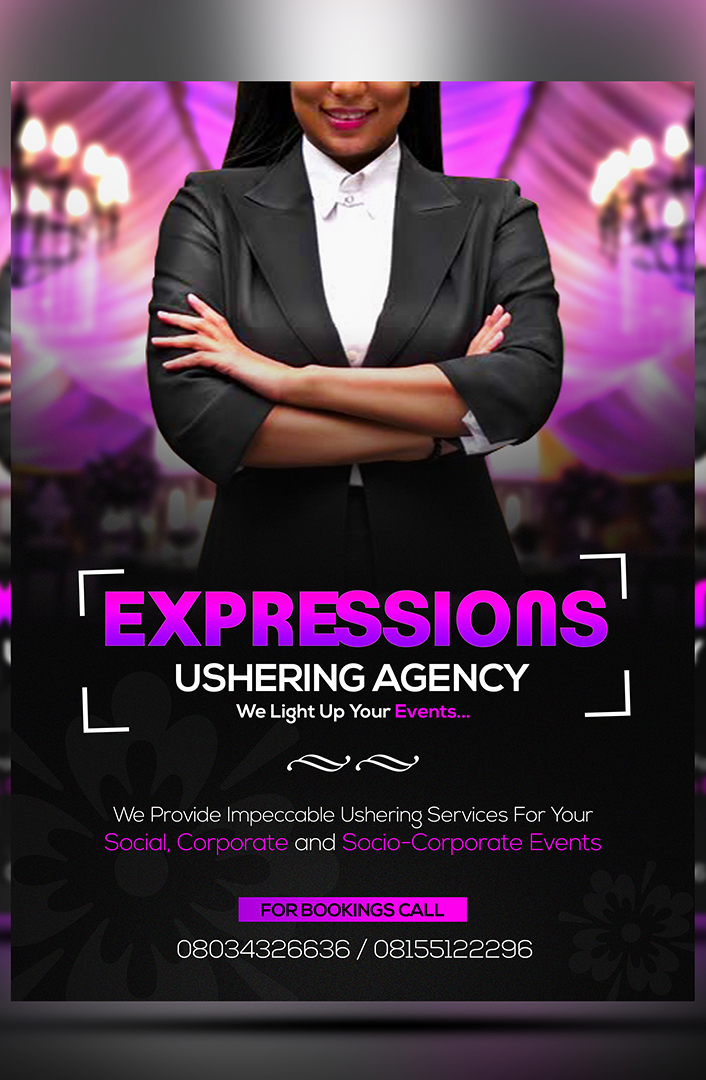 EXPRESSIONS
USHERING AGENCY
We Light Up Your Events...
We Provide Impeccable Ushering Services For Your
Social, Corporate and Socio-Corporate Events
FOR BOOKINGS CALL
08034326636 / 08155122296